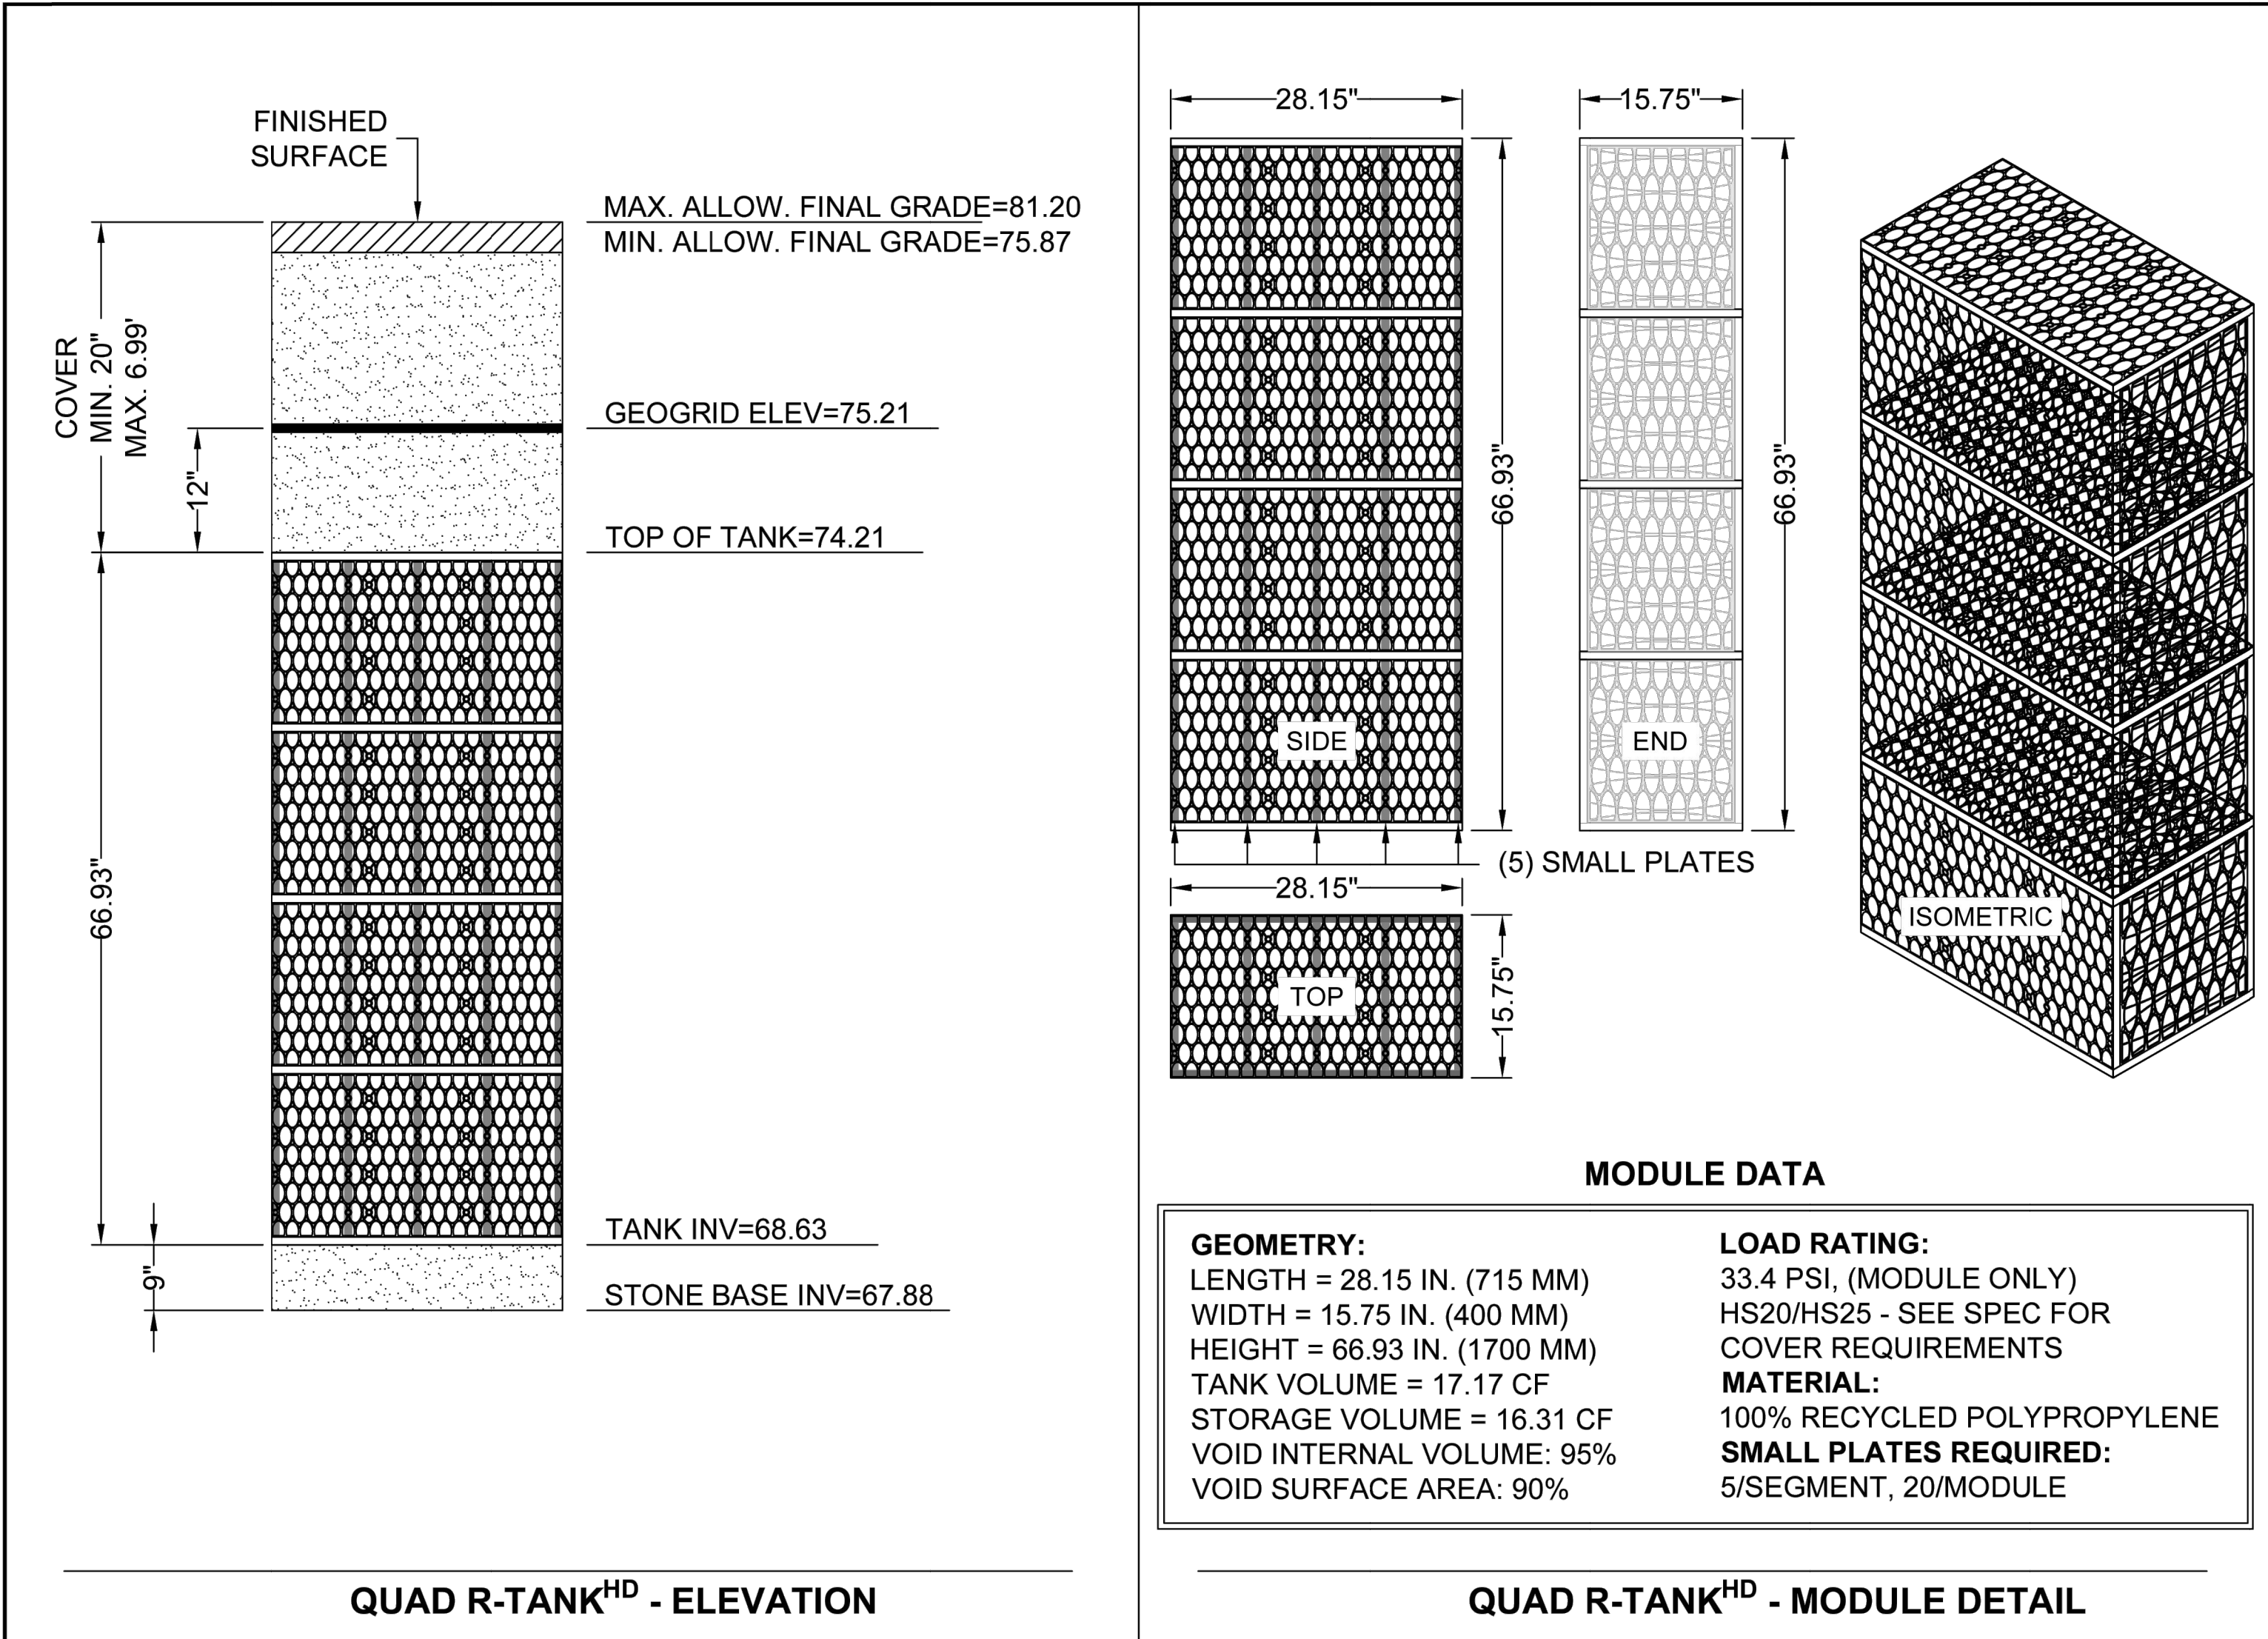 FINISHED
SURFACE
MAX. ALLOW. FINAL GRADE=81.20
MIN. ALLOW. FINAL GRADE=75.87
COVER
MIN. 20"
MAX. 6.99'
GEOGRID ELEV=75.21
12"
TOP OF TANK=74.21
66.93"
TANK INV=68.63
9"
STONE BASE INV=67.88
QUAD R-TANKHD - ELEVATION
28.15"
15.75"
66.93"
66.93"
SIDE
END
(5) SMALL PLATES
28.15"
TOP
15.75"
ISOMETRIC
MODULE DATA
GEOMETRY:
LENGTH = 28.15 IN. (715 MM)
WIDTH = 15.75 IN. (400 MM)
HEIGHT = 66.93 IN. (1700 MM)
TANK VOLUME = 17.17 CF
STORAGE VOLUME = 16.31 CF
VOID INTERNAL VOLUME: 95%
VOID SURFACE AREA: 90%
LOAD RATING:
33.4 PSI, (MODULE ONLY)
HS20/HS25 - SEE SPEC FOR
COVER REQUIREMENTS
MATERIAL:
100% RECYCLED POLYPROPYLENE
SMALL PLATES REQUIRED:
5/SEGMENT, 20/MODULE
QUAD R-TANKHD - MODULE DETAIL